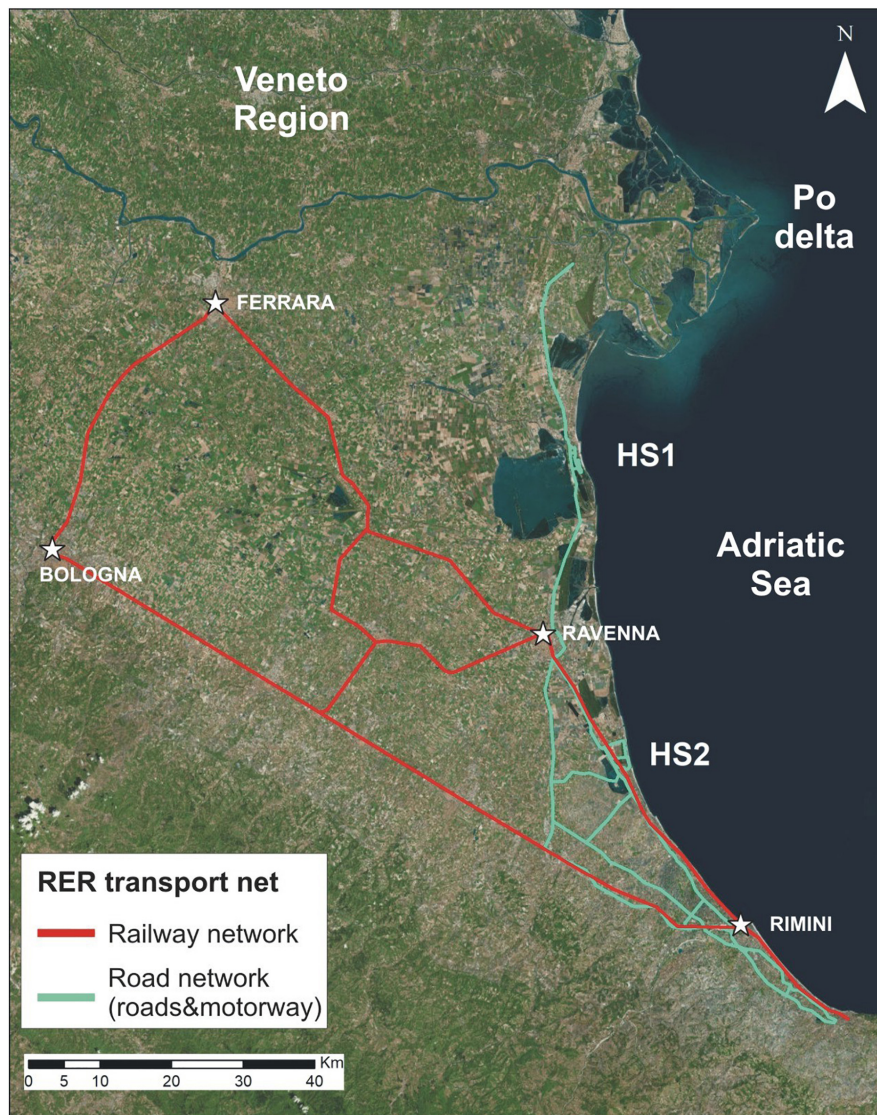 N
Veneto
Region
Po
delta
FERRARA
HS1
Adriatic
Sea
BOLOGNA
RAVENNA
HS2
RIMINI
RER transport net
Railway network
Road network
(roads&motorway)
Km
0 5 10 20 30 40